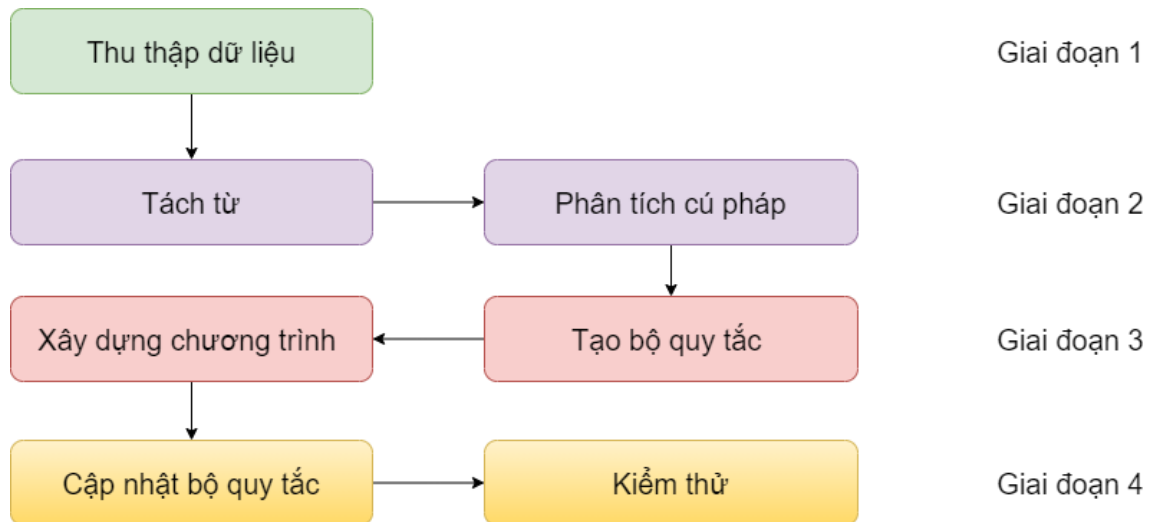 Thu thập dữ liệu
Giai đoạn 1
Tách từ
Phân tích cú pháp
Giai đoạn 2
Xây dựng chương trình
Tạo bộ quy tắc
Giai đoạn 3
Cập nhật bộ quy tắc
Kiểm thử
Giai đoạn 4